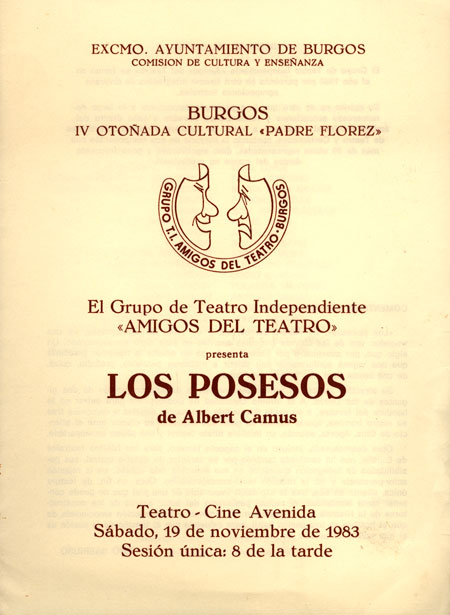 EXCMO. AYUNTAMIENTO DE BURGOS
COMISION DE CULTURA Y ENSEÑANZA
BURGOS
IV OTOÑADA CULTURAL «PADRE FLOREZ»
GRUPO T.I. AMIGOS DEL TEATRO-BURGOS
El Grupo de Teatro Independiente
«AMIGOS DEL TEATRO»
presenta
LOS POSESOS
de Albert Camus
Teatro - Cine Avenida
Sábado, 19 de noviembre de 1983
Sesión única: 8 de la tarde